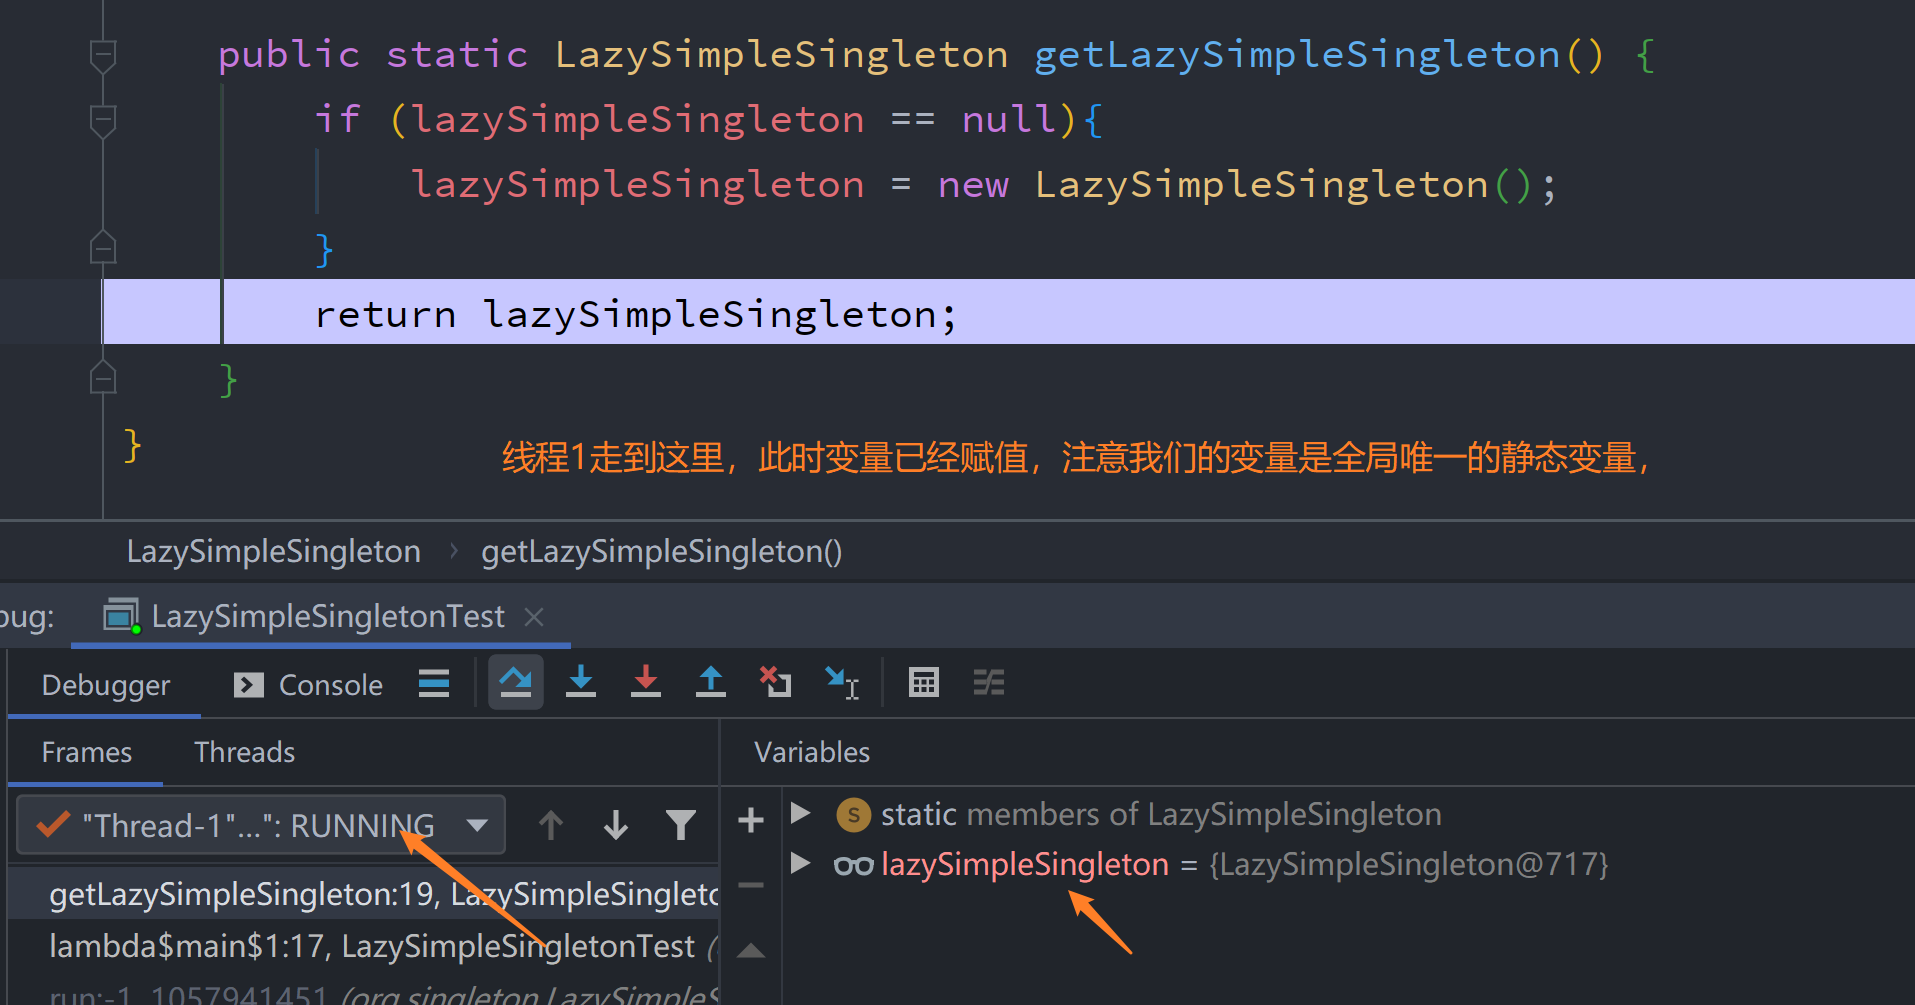 public static LazySimpleSingleton getLazySimpleSingleton() {
if (lazySimpleSingleton == null){
lazySimpleSingleton = new LazySimpleSingleton();
}
return lazySimpleSingleton;
}
}
线程1走到这里，此时变量已经赋值，注意我们的变量是全局唯一的静态变量，
LazySimpleSingleton › getLazySimpleSingleton()
bug: LazySimpleSingletonTest ×
Debugger Console
Frames Threads Variables
"Thread-1"...": RUNNING
static members of LazySimpleSingleton
lazySimpleSingleton = {LazySimpleSingleton@717}
getLazySimpleSingleton:19, LazySimpleSingletc
lambda$main$1:17, LazySimpleSingletonTest (
run:-1, 1057941451 (org.singleton.LazySimpleS